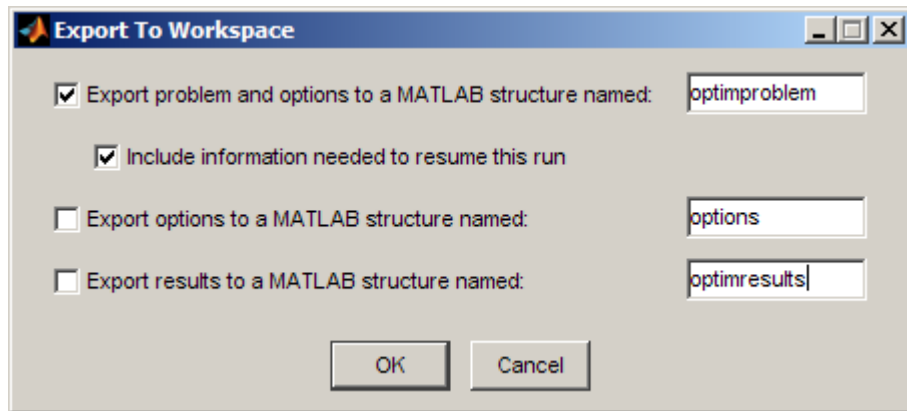 Export To Workspace
Export problem and options to a MATLAB structure named: optimproblem
Include information needed to resume this run
Export options to a MATLAB structure named: options
Export results to a MATLAB structure named: optimresults
OK Cancel